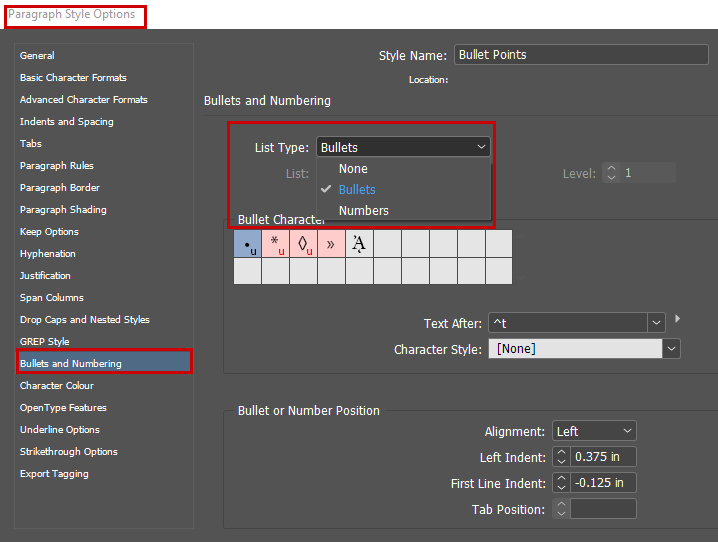 Paragraph Style Options
General
Basic Character Formats
Advanced Character Formats
Indents and Spacing
Tabs
Paragraph Rules
Paragraph Border
Paragraph Shading
Keep Options
Hyphenation
Justification
Span Columns
Drop Caps and Nested Styles
GREP Style
Bullets and Numbering
Character Colour
OpenType Features
Underline Options
Strikethrough Options
Export Tagging
Style Name: Bullet Points
Location:
Bullets and Numbering
List Type: Bullets
None
Bullets
Numbers
List:
Level: 1
Bullet Character
•u *u ◊u » ᾌ
Text After: ^t
Character Style: [None]
Bullet or Number Position
Alignment: Left
Left Indent: 0.375 in
First Line Indent: -0.125 in
Tab Position: